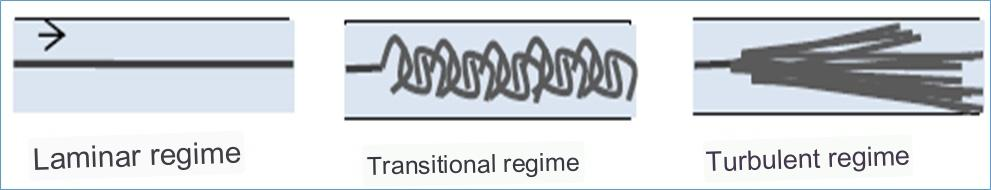 Laminar regime
Transitional regime
Turbulent regime